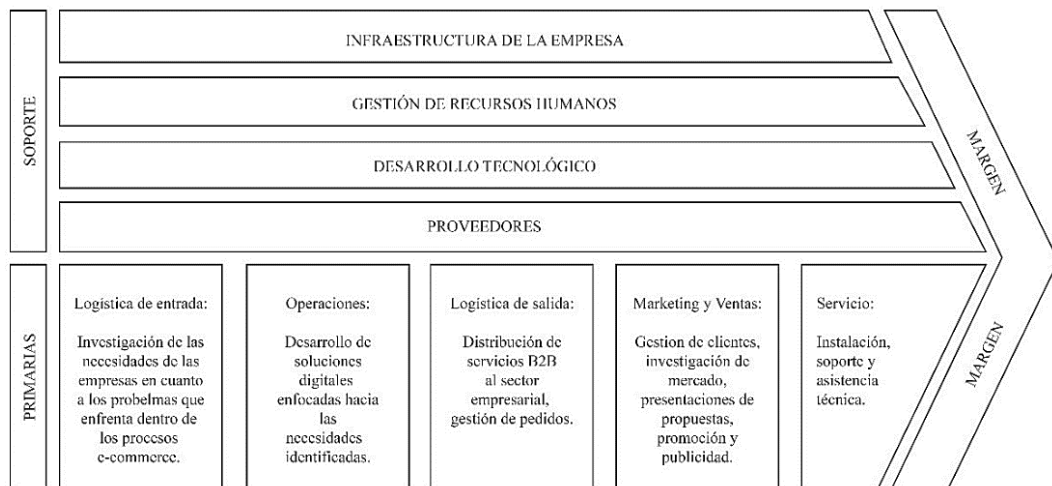 SOPORTE
INFRAESTRUCTURA DE LA EMPRESA
GESTIÓN DE RECURSOS HUMANOS
DESARROLLO TECNOLÓGICO
PROVEEDORES
MARGEN
PRIMARIAS
Logística de entrada:
Investigación de las
necesidades de las
empresas en cuanto
a los probelmas que
enfrenta dentro de
los procesos
e-commerce.
Operaciones:
Desarrollo de
soluciones
digitales
enfocadas hacia
las
necesidades
identificadas.
Logística de salida:
Distribución de
servicios B2B
al sector
empresarial,
gestión de pedidos.
Marketing y Ventas:
Gestion de clientes,
investigación de
mercado,
presentaciones de
propuestas,
promoción y
publicidad.
Servicio:
Instalación,
soporte y
asistencia
técnica.
MARGEN